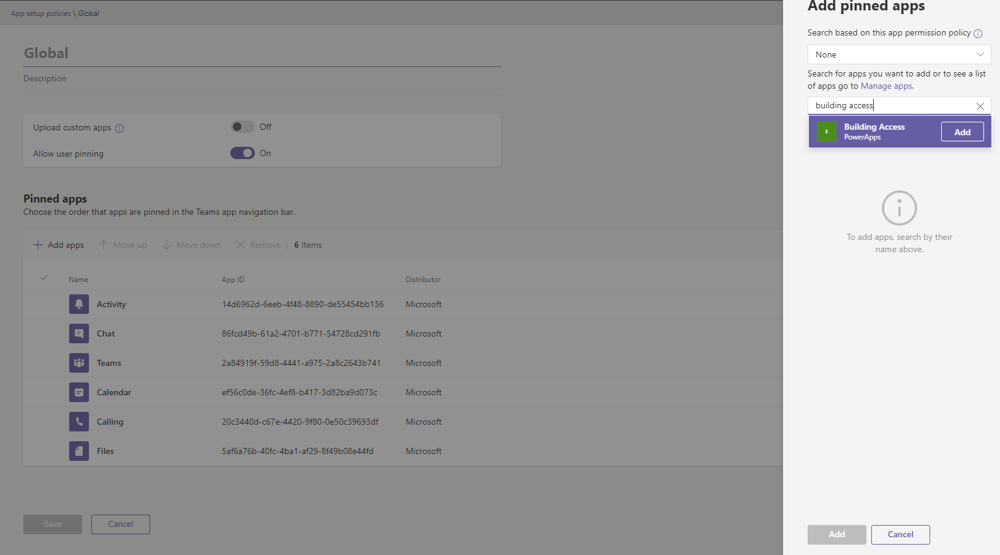 App setup policies \ Global
Global
Description
Upload custom apps
Off
Allow user pinning
On
Pinned apps
Choose the order that apps are pinned in the Teams app navigation bar.
Add apps Move up Move down Remove | 6 Items
Name App ID Distributor
Activity 14d6962d-6eeb-4f48-8890-de55454bb136 Microsoft
Chat 86fcd49b-61a2-4701-b771-54728cd291fb Microsoft
Teams 2a84919f-59d8-4441-a975-2a8c2643b741 Microsoft
Calendar ef56c0de-36fc-4ef8-b417-3d82ba9d073c Microsoft
Calling 20c3440d-c67e-4420-9f80-0e50c39693df Microsoft
Files 5af6a76b-40fc-4ba1-af29-8f49b08e44fd Microsoft
Save Cancel
Add pinned apps
Search based on this app permission policy
None
Search for apps you want to add or to see a list
of apps go to Manage apps.
building access
Building Access
PowerApps
Add
To add apps, search by their
name above.
Add Cancel